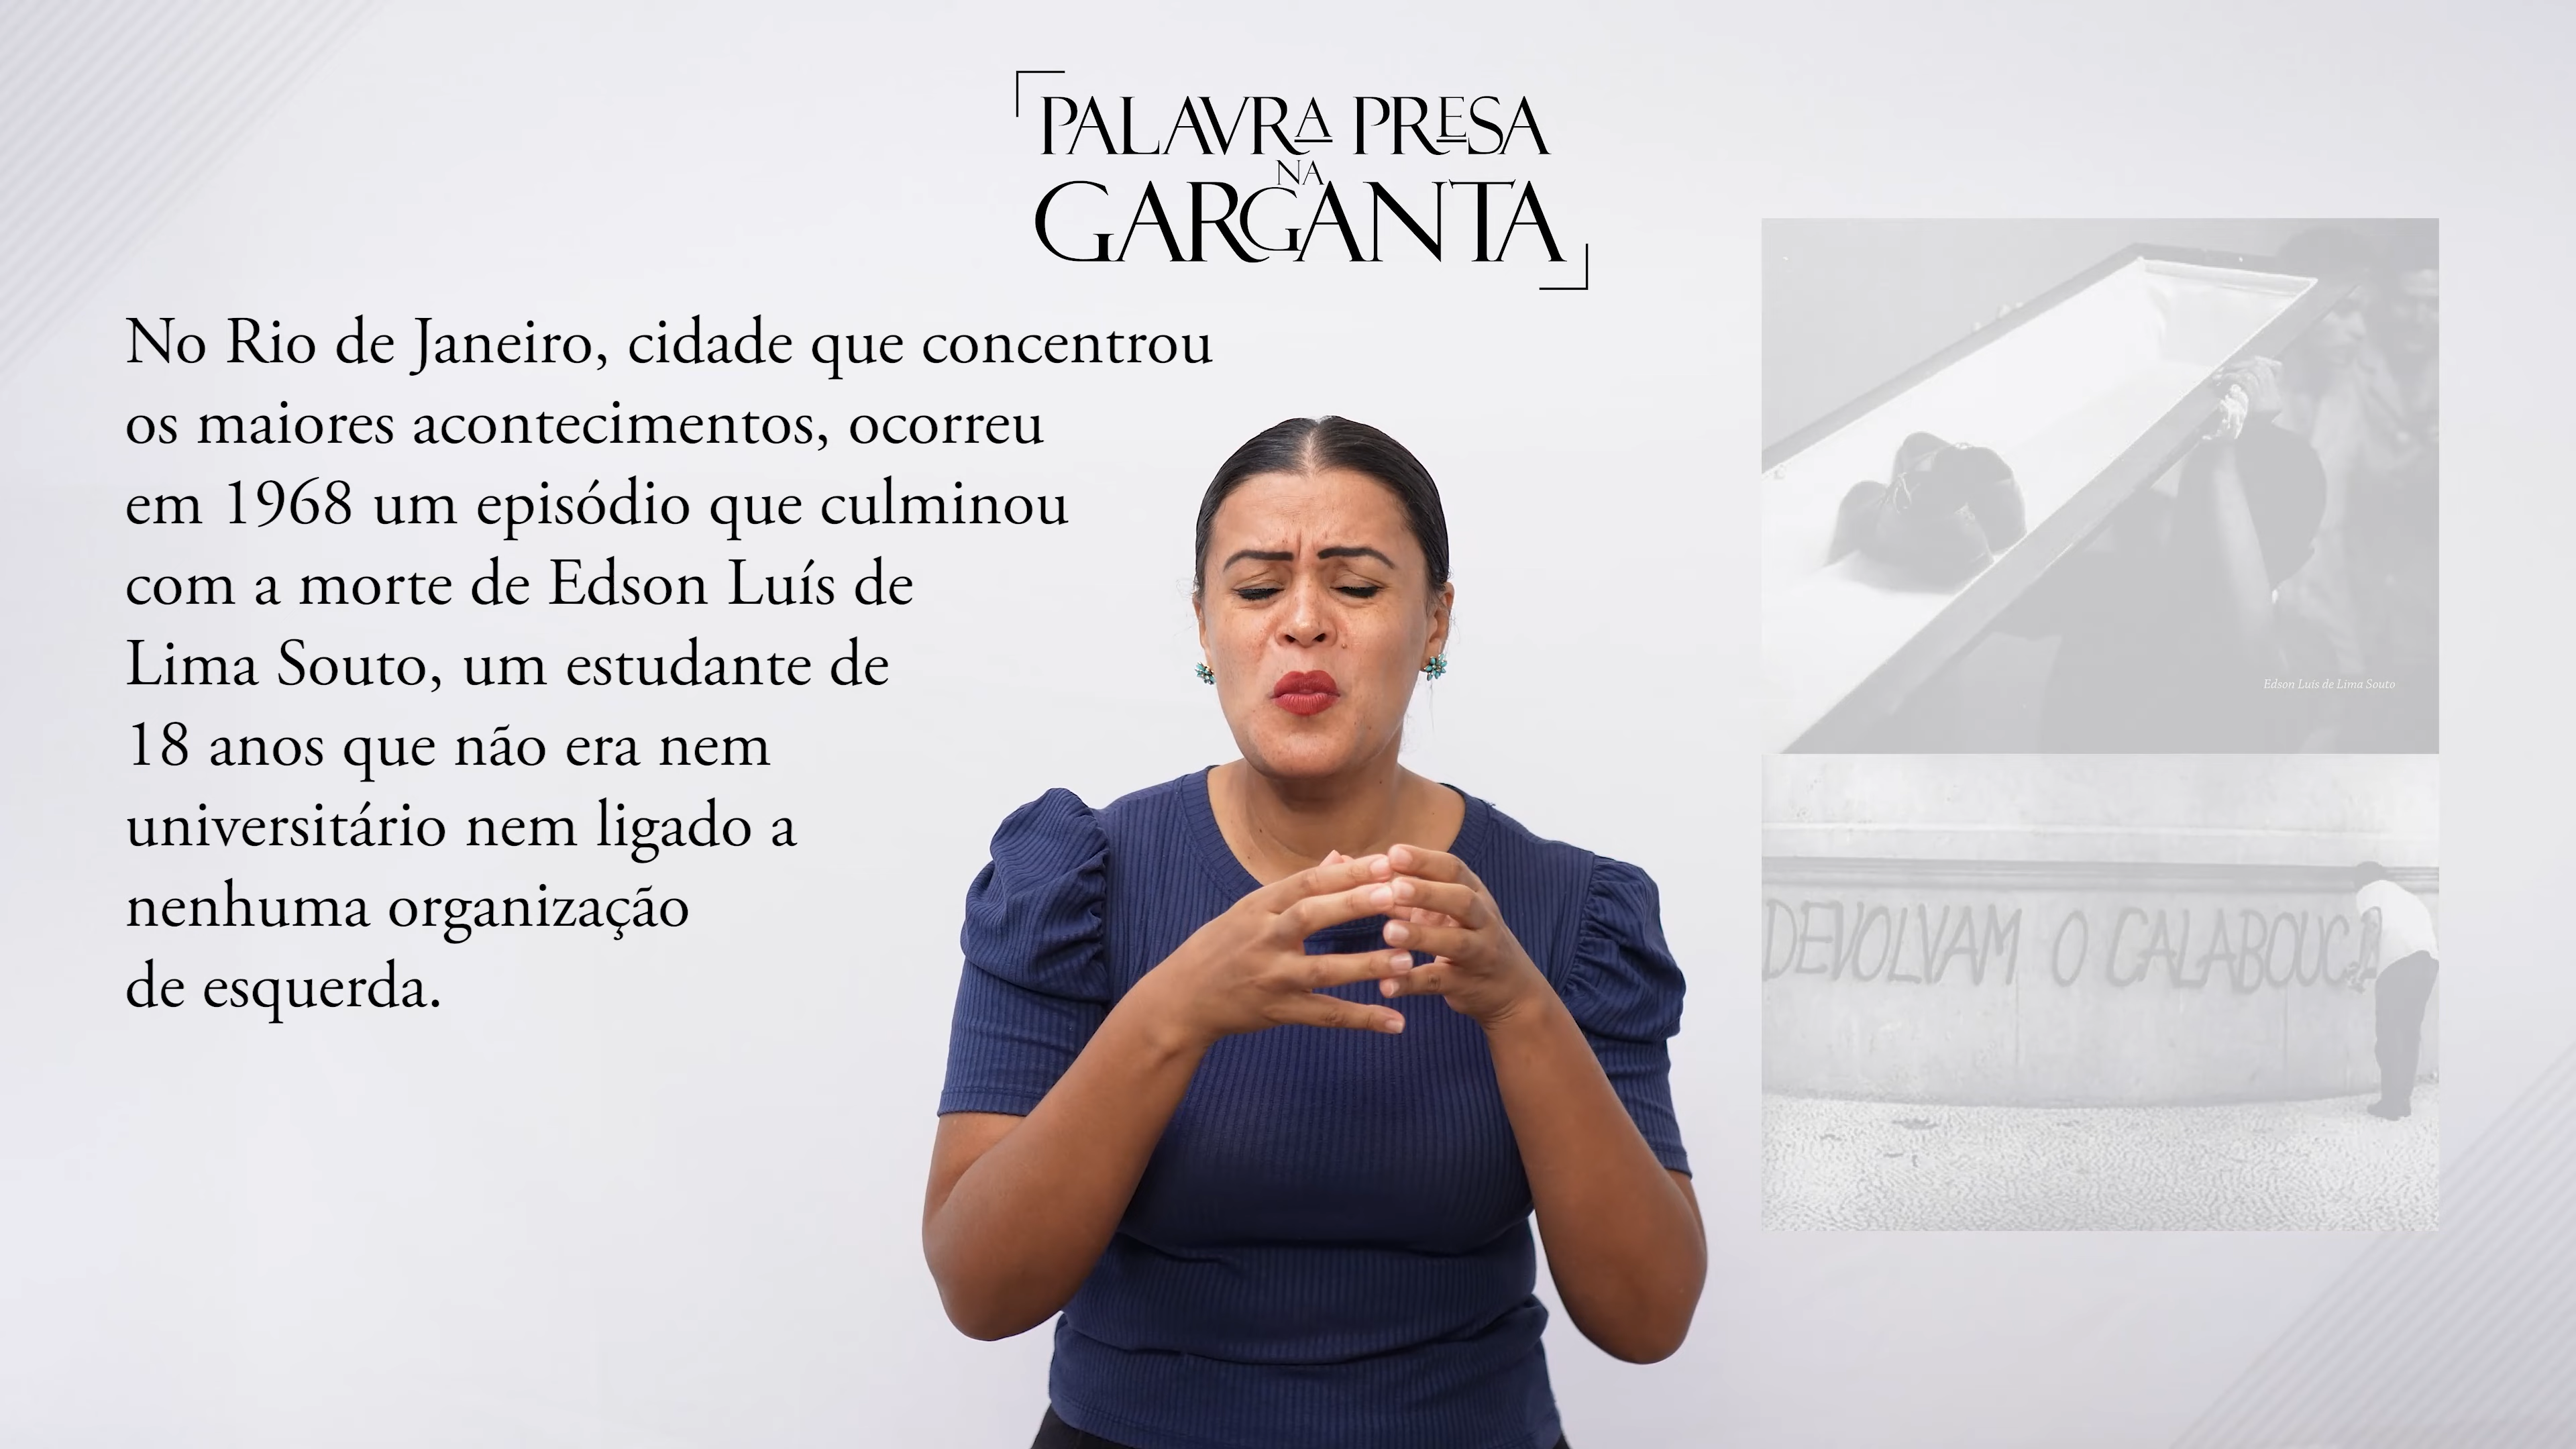 PALAVRA PRESA
NA
GARGANTA
No Rio de Janeiro, cidade que concentrou
os maiores acontecimentos, ocorreu
em 1968 um episódio que culminou
com a morte de Edson Luís de
Lima Souto, um estudante de
18 anos que não era nem
universitário nem ligado a
nenhuma organização
de esquerda.
Edson Luís de Lima Souto
DEVOLVAM O CALABOUÇO